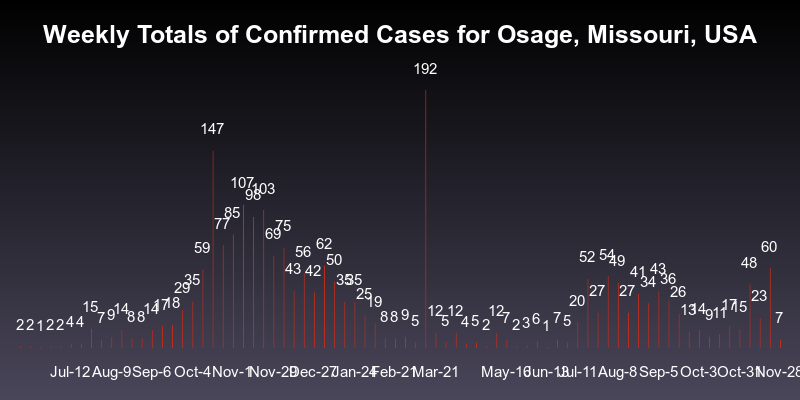 Weekly Totals of Confirmed Cases for Osage, Missouri, USA
2 2 1 2 2 4 4 15 7 9 14 8 8 14 17 18 29 35 59 147 77 85 107 98 103 69 75 43 56 42 62 50 35 35 25 19 8 8 9 5 192 12 5 12 4 5 2 12 7 2 3 6 1 7 5 20 52 27 54 49 27 41 34 43 36 26 13 14 9 11 17 15 48 23 60 7
Jul-12 Aug-9 Sep-6 Oct-4 Nov-1 Nov-29 Dec-27 Jan-24 Feb-21 Mar-21 May-16 Jun-13 Jul-11 Aug-8 Sep-5 Oct-3 Oct-31 Nov-28